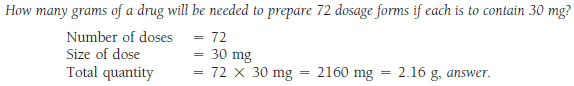 How many grams of a drug will be needed to prepare 72 dosage forms if each is to contain 30 mg?
Number of doses = 72
Size of dose = 30 mg
Total quantity = 72 × 30 mg = 2160 mg = 2.16 g, answer.